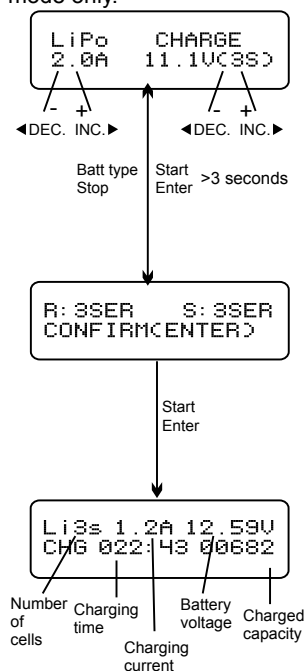 mode only.
LiPo CHARGE
2.0A 11.1V(3S)
- + - +
◄DEC. INC.► ◄DEC. INC.►
Batt type Start >3 seconds
Stop Enter
R:3SER S:3SER
CONFIRM(ENTER)
Start
Enter
Li3s 1.2A 12.59V
CHG 022:43 00682
Number of cells
Charging time
Charging current
Battery voltage
Charged capacity